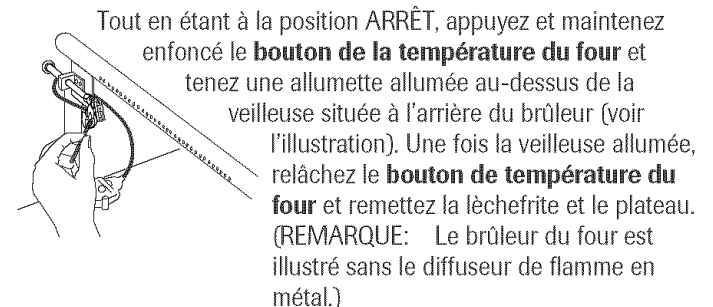 Tout en étant à la position ARRÊT, appuyez et maintenez
enfoncé le bouton de la température du four et
tenez une allumette allumée au-dessus de la
veilleuse située à l'arrière du brûleur (voir
l'illustration). Une fois la veilleuse allumée,
relâchez le bouton de température du
four et remettez la lèchefrite et le plateau.
(REMARQUE: Le brûleur du four est
illustré sans le diffuseur de flamme en
métal.)